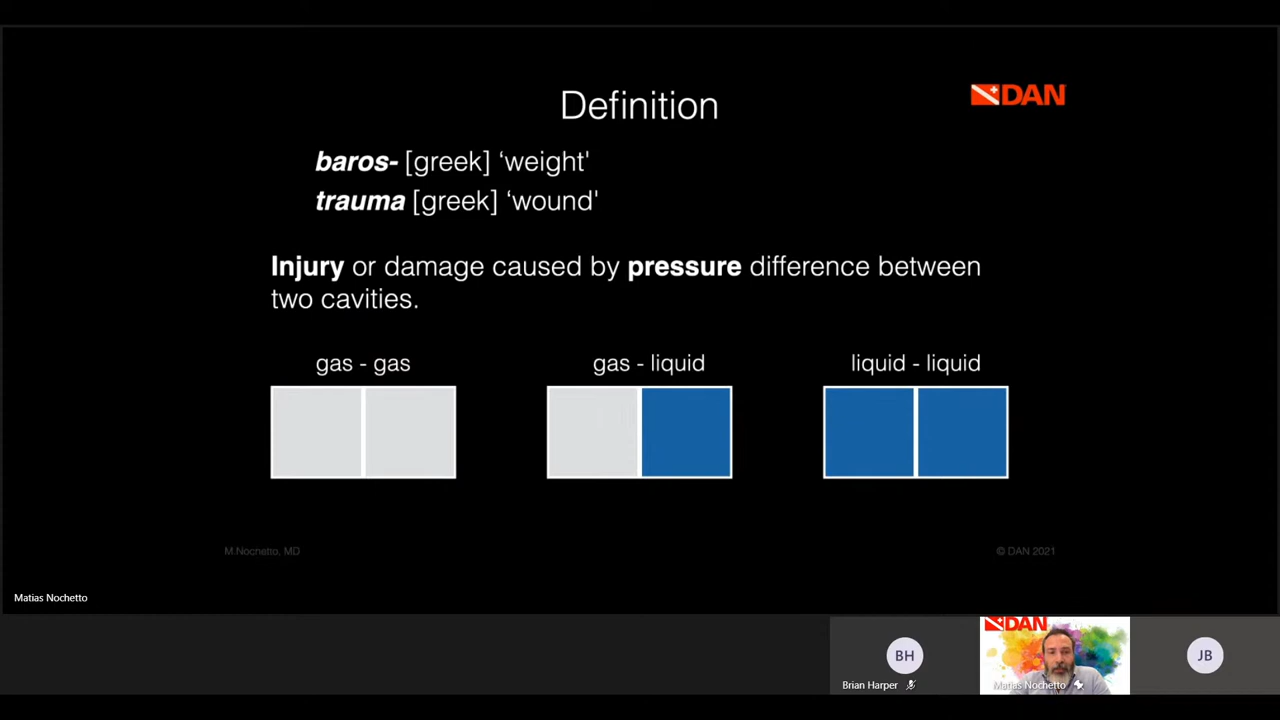 Definition
DAN
baros- [greek] ‘weight'
trauma [greek] ‘wound'
Injury or damage caused by pressure difference between
two cavities.
gas - gas
gas - liquid
liquid - liquid
M.Nochetto, MD
© DAN 2021
Matias Nochetto
DAN
BH
JB
Brian Harper
Matias Nochetto